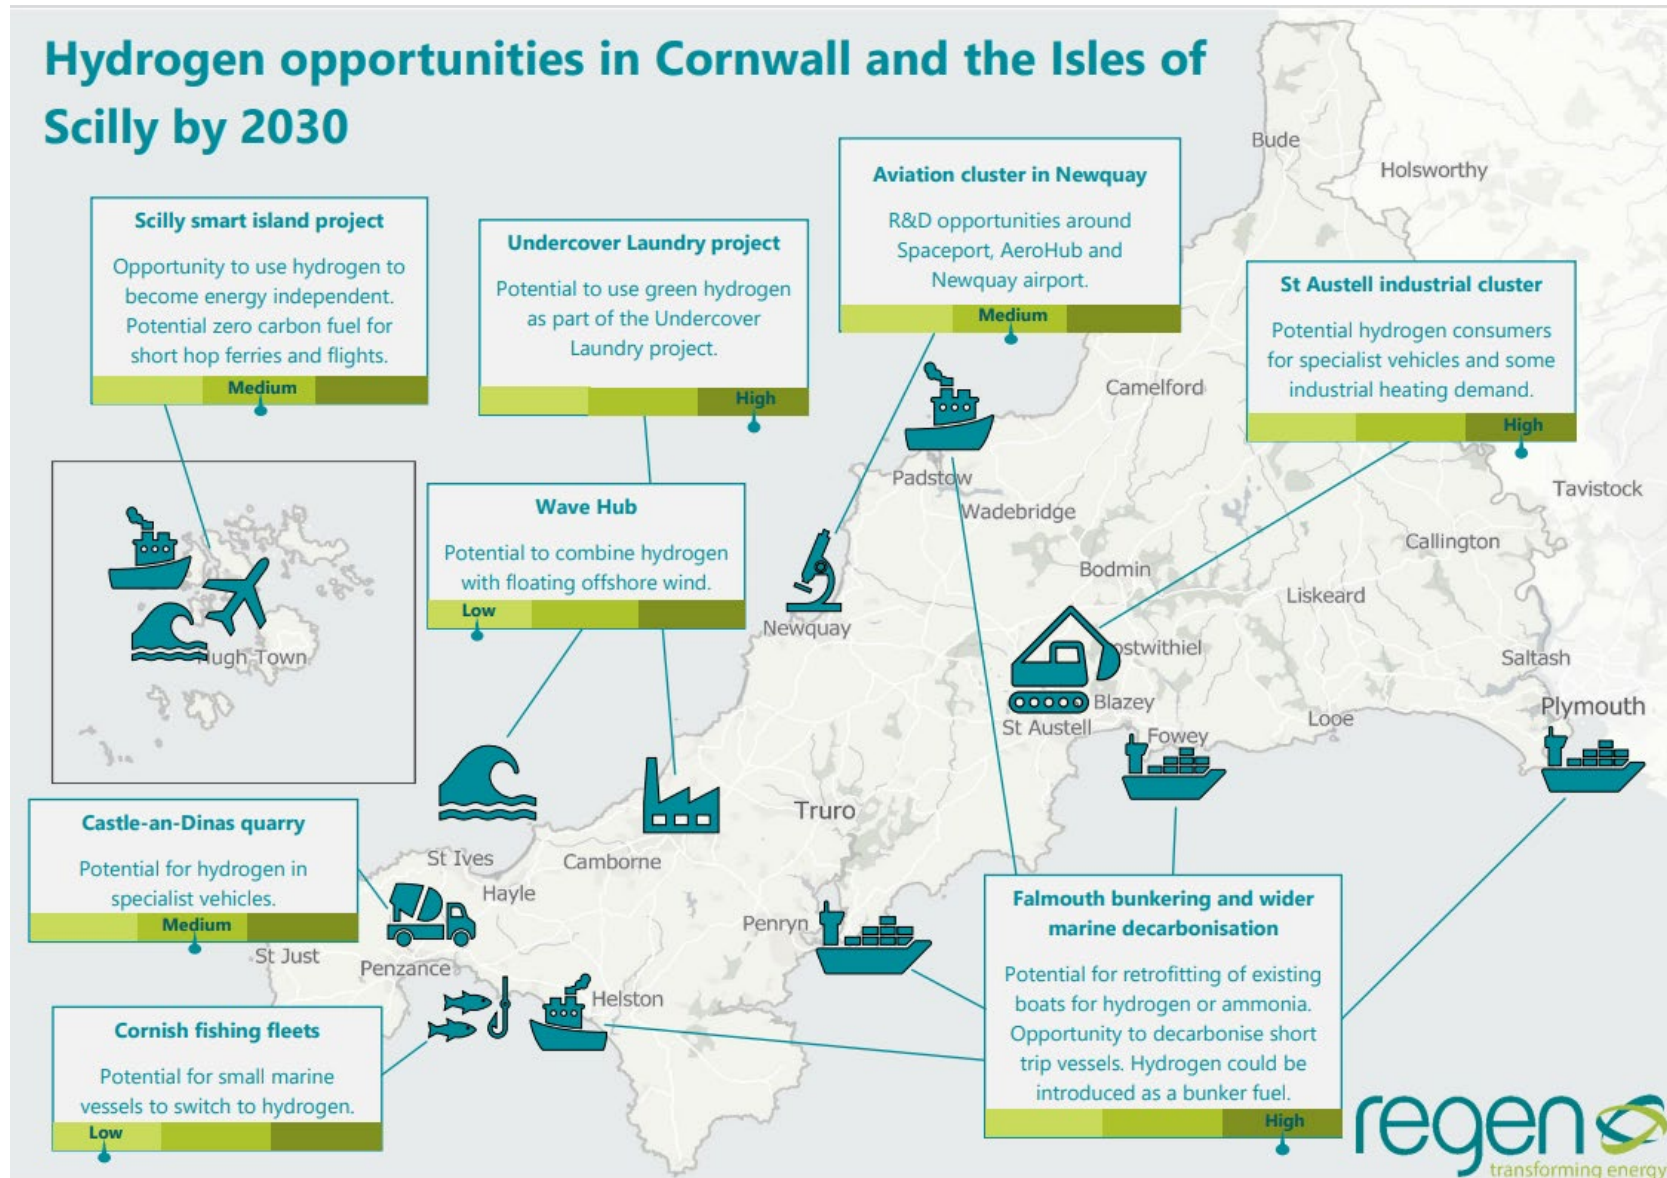 Hydrogen opportunities in Cornwall and the Isles of
Scilly by 2030
Scilly smart island project
Opportunity to use hydrogen to
become energy independent.
Potential zero carbon fuel for
short hop ferries and flights.
Medium
Undercover Laundry project
Potential to use green hydrogen
as part of the Undercover
Laundry project.
High
Aviation cluster in Newquay
R&D opportunities around
Spaceport, AeroHub and
Newquay airport.
Medium
St Austell industrial cluster
Potential hydrogen consumers
for specialist vehicles and some
industrial heating demand.
High
Wave Hub
Potential to combine hydrogen
with floating offshore wind.
Low
Castle-an-Dinas quarry
Potential for hydrogen in
specialist vehicles.
Medium
Cornish fishing fleets
Potential for small marine
vessels to switch to hydrogen.
Low
Falmouth bunkering and wider
marine decarbonisation
Potential for retrofitting of existing
boats for hydrogen or ammonia.
Opportunity to decarbonise short
trip vessels. Hydrogen could be
introduced as a bunker fuel.
High
Bude
Holsworthy
Camelford
Padstow
Wadebridge
Tavistock
Callington
Bodmin
Liskeard
Newquay
ostwithiel
Saltash
Hugh Town
Blazey
Plymouth
St Austell
Fowey
Looe
Truro
St Ives
Camborne
Hayle
Penryn
St Just
Penzance
Helston
regen
transforming energy